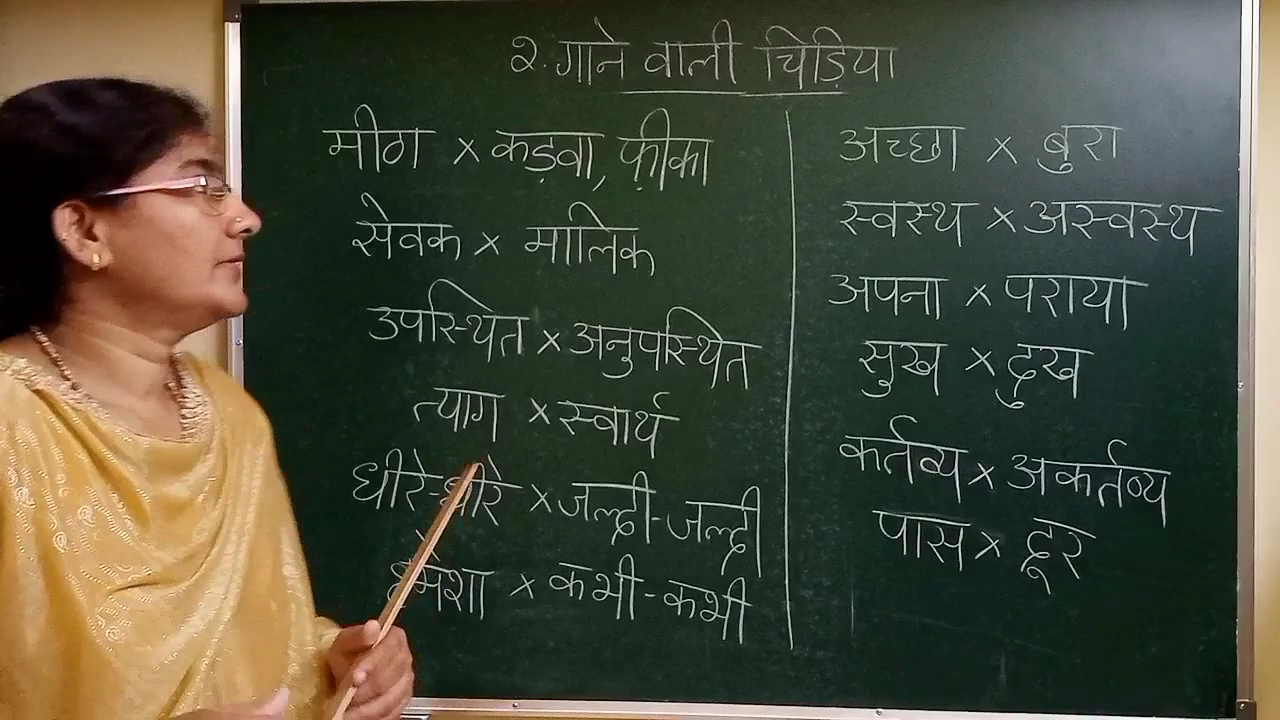 २. गाने वाली चिड़िया
मीठा × कड़वा, फ़ीका
सेवक × मालिक
उपस्थित × अनुपस्थित
त्याग × स्वार्थ
धीरे-धीरे × जल्दी-जल्दी
हमेशा × कभी-कभी
अच्छा × बुरा
स्वस्थ × अस्वस्थ
अपना × पराया
सुख × दुख
कर्तव्य × अकर्तव्य
पास × दूर